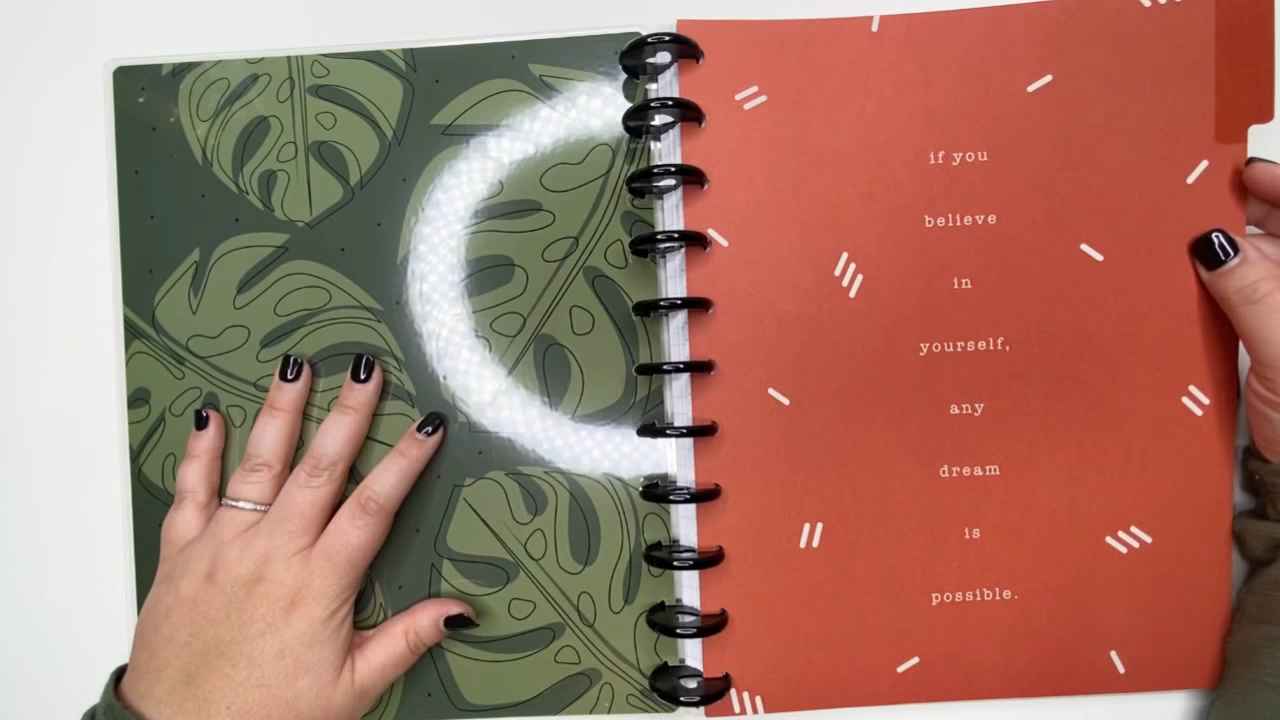 if you
believe
in
yourself,
any
dream
is
possible.